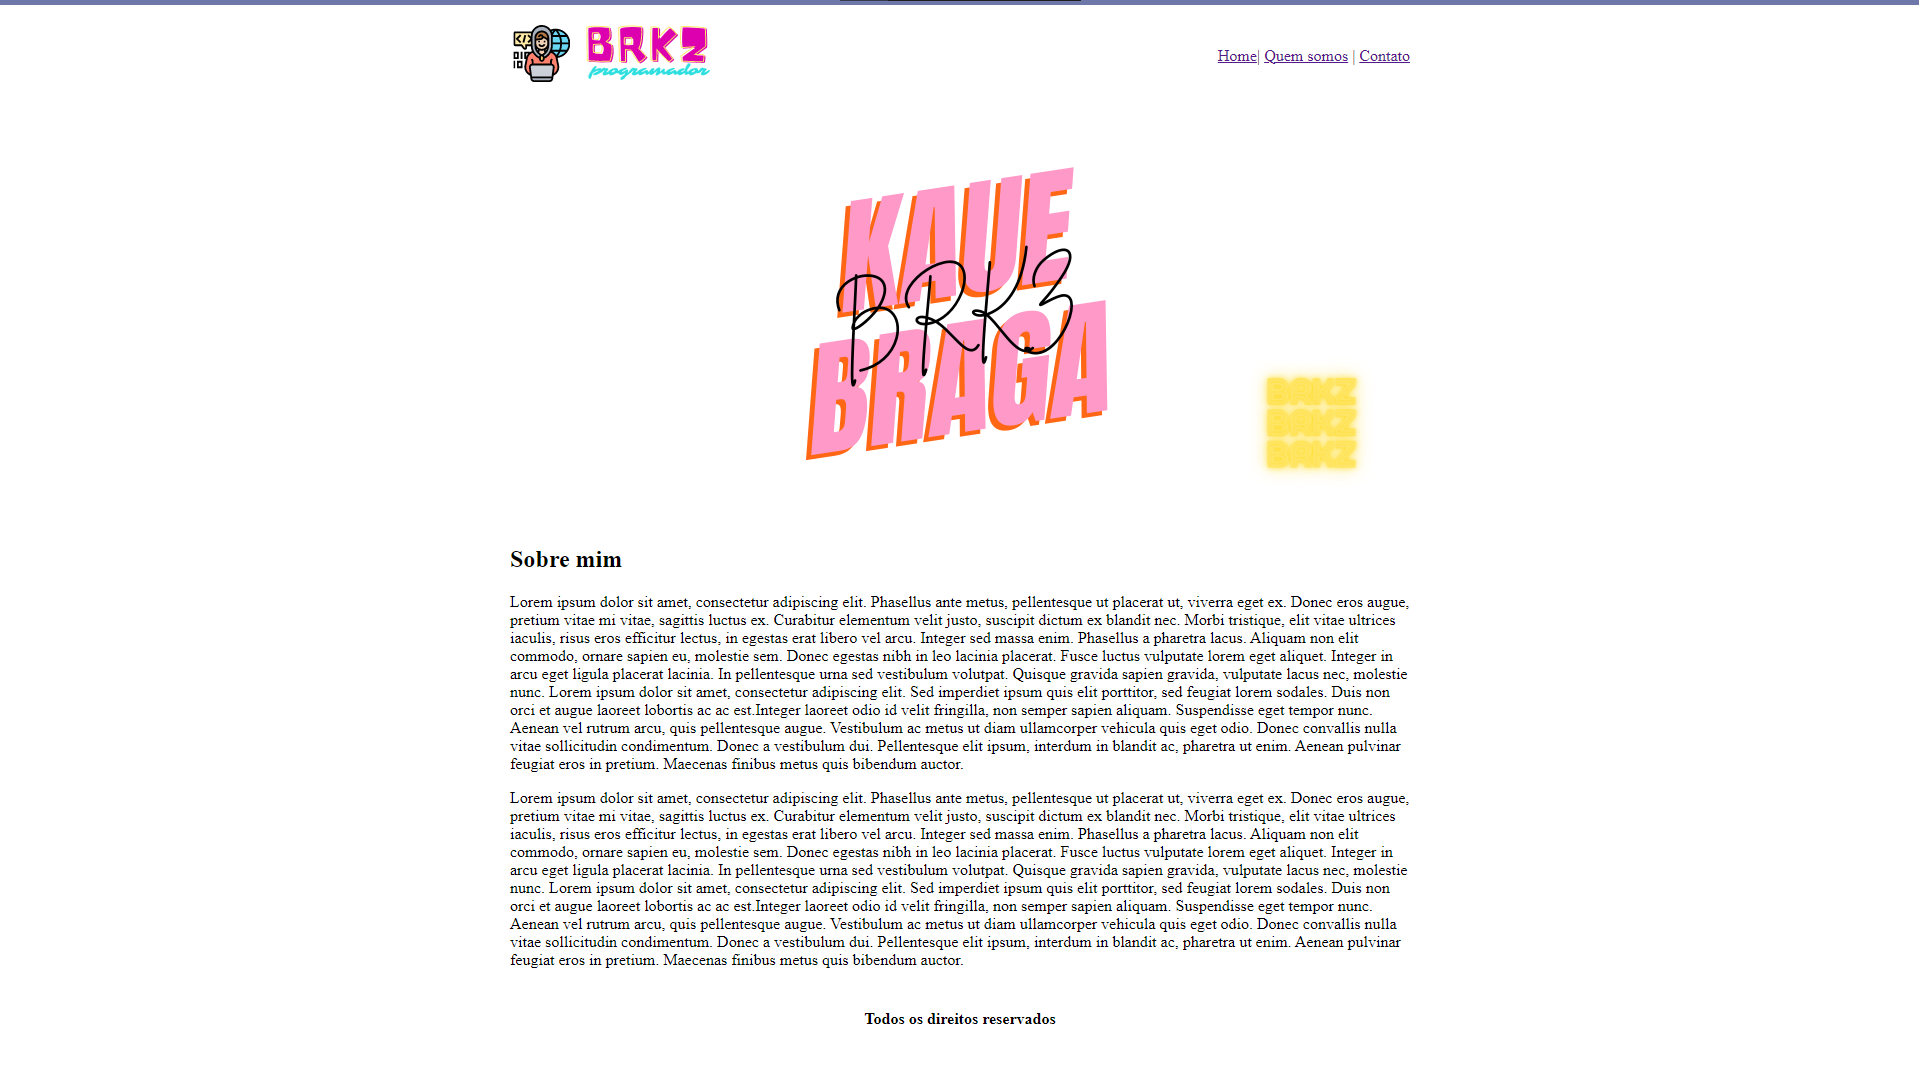 BRKZ
programador
Home| Quem somos | Contato
KAUE
BRKZ
BRAGA
BRKZ
BRKZ
BRKZ
Sobre mim
Lorem ipsum dolor sit amet, consectetur adipiscing elit. Phasellus ante metus, pellentesque ut placerat ut, viverra eget ex. Donec eros augue,
pretium vitae mi vitae, sagittis luctus ex. Curabitur elementum velit justo, suscipit dictum ex blandit nec. Morbi tristique, elit vitae ultrices
iaculis, risus eros efficitur lectus, in egestas erat libero vel arcu. Integer sed massa enim. Phasellus a pharetra lacus. Aliquam non elit
commodo, ornare sapien eu, molestie sem. Donec egestas nibh in leo lacinia placerat. Fusce luctus vulputate lorem eget aliquet. Integer in
arcu eget ligula placerat lacinia. In pellentesque urna sed vestibulum volutpat. Quisque gravida sapien gravida, vulputate lacus nec, molestie
nunc. Lorem ipsum dolor sit amet, consectetur adipiscing elit. Sed imperdiet ipsum quis elit porttitor, sed feugiat lorem sodales. Duis non
orci et augue laoreet lobortis ac ac est.Integer laoreet odio id velit fringilla, non semper sapien aliquam. Suspendisse eget tempor nunc.
Aenean vel rutrum arcu, quis pellentesque augue. Vestibulum ac metus ut diam ullamcorper vehicula quis eget odio. Donec convallis nulla
vitae sollicitudin condimentum. Donec a vestibulum dui. Pellentesque elit ipsum, interdum in blandit ac, pharetra ut enim. Aenean pulvinar
feugiat eros in pretium. Maecenas finibus metus quis bibendum auctor.
Lorem ipsum dolor sit amet, consectetur adipiscing elit. Phasellus ante metus, pellentesque ut placerat ut, viverra eget ex. Donec eros augue,
pretium vitae mi vitae, sagittis luctus ex. Curabitur elementum velit justo, suscipit dictum ex blandit nec. Morbi tristique, elit vitae ultrices
iaculis, risus eros efficitur lectus, in egestas erat libero vel arcu. Integer sed massa enim. Phasellus a pharetra lacus. Aliquam non elit
commodo, ornare sapien eu, molestie sem. Donec egestas nibh in leo lacinia placerat. Fusce luctus vulputate lorem eget aliquet. Integer in
arcu eget ligula placerat lacinia. In pellentesque urna sed vestibulum volutpat. Quisque gravida sapien gravida, vulputate lacus nec, molestie
nunc. Lorem ipsum dolor sit amet, consectetur adipiscing elit. Sed imperdiet ipsum quis elit porttitor, sed feugiat lorem sodales. Duis non
orci et augue laoreet lobortis ac ac est.Integer laoreet odio id velit fringilla, non semper sapien aliquam. Suspendisse eget tempor nunc.
Aenean vel rutrum arcu, quis pellentesque augue. Vestibulum ac metus ut diam ullamcorper vehicula quis eget odio. Donec convallis nulla
vitae sollicitudin condimentum. Donec a vestibulum dui. Pellentesque elit ipsum, interdum in blandit ac, pharetra ut enim. Aenean pulvinar
feugiat eros in pretium. Maecenas finibus metus quis bibendum auctor.
Todos os direitos reservados